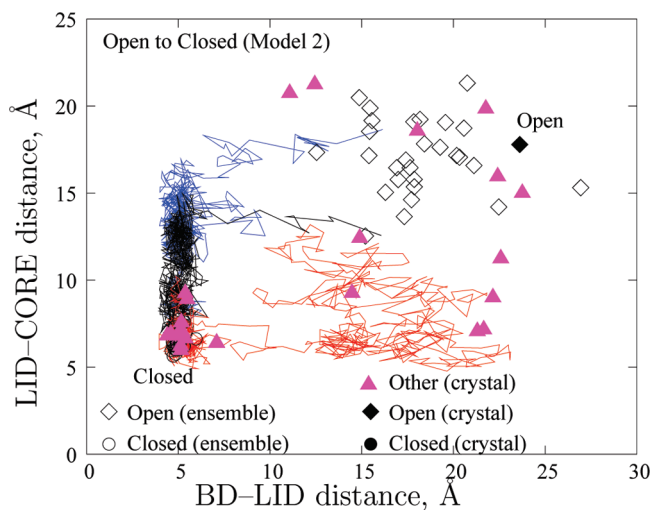 25
Open to Closed (Model 2)
20
Open
15
10
5
Closed
Other (crystal)
Open (ensemble)
Open (crystal)
Closed (ensemble)
Closed (crystal)
0
0 5 10 15 20 25 30
LID–CORE distance, Å
BD–LID distance, Å